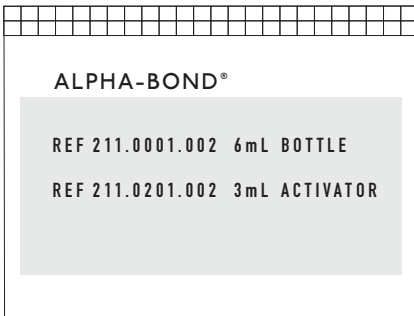 ALPHA-BOND®
REF 211.0001.002 6mL BOTTLE
REF 211.0201.002 3mL ACTIVATOR